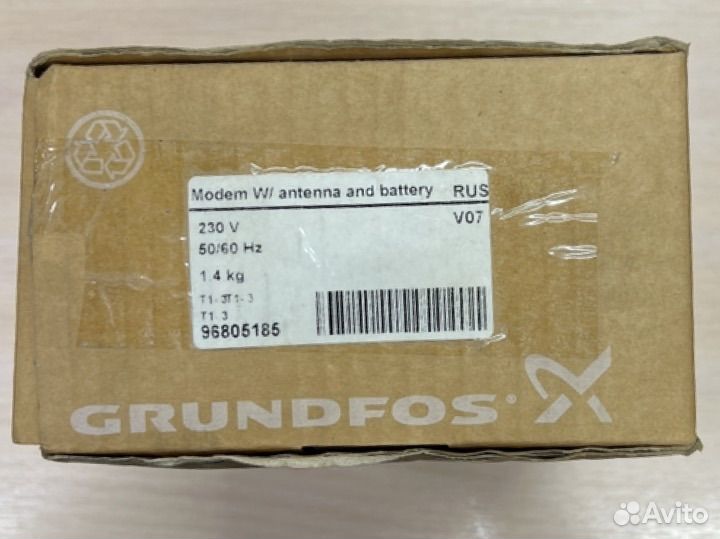 Modem W/ antenna and battery RUS
230 V V07
50/60 Hz
1.4 kg
T1-3T1-3
T1 3
96805185
GRUNDFOS
Avito